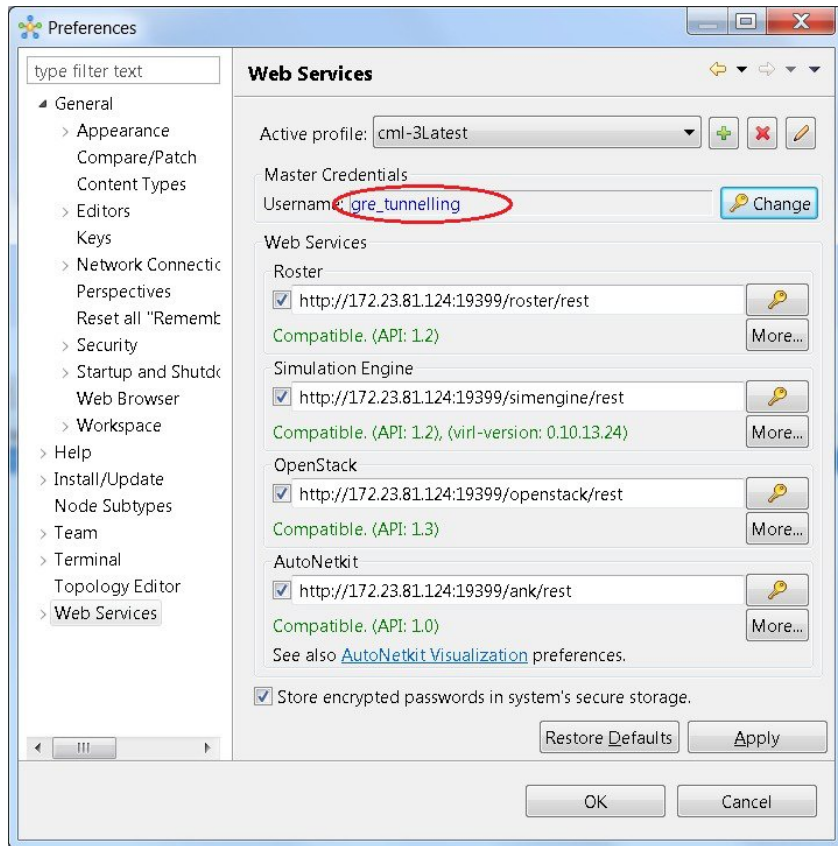 Preferences
type filter text
General
Appearance
Compare/Patch
Content Types
Editors
Keys
Network Connectic
Perspectives
Reset all "Rememb
Security
Startup and Shutdo
Web Browser
Workspace
Help
Install/Update
Node Subtypes
Team
Terminal
Topology Editor
Web Services
Web Services
Active profile: cml-3Latest
Master Credentials
Username: gre_tunnelling
Change
Web Services
Roster
http://172.23.81.124:19399/roster/rest
Compatible. (API: 1.2)
More...
Simulation Engine
http://172.23.81.124:19399/simengine/rest
Compatible. (API: 1.2), (virl-version: 0.10.13.24)
More...
OpenStack
http://172.23.81.124:19399/openstack/rest
Compatible. (API: 1.3)
More...
AutoNetkit
http://172.23.81.124:19399/ank/rest
Compatible. (API: 1.0)
More...
See also AutoNetkit Visualization preferences.
Store encrypted passwords in system's secure storage.
Restore Defaults
Apply
OK
Cancel